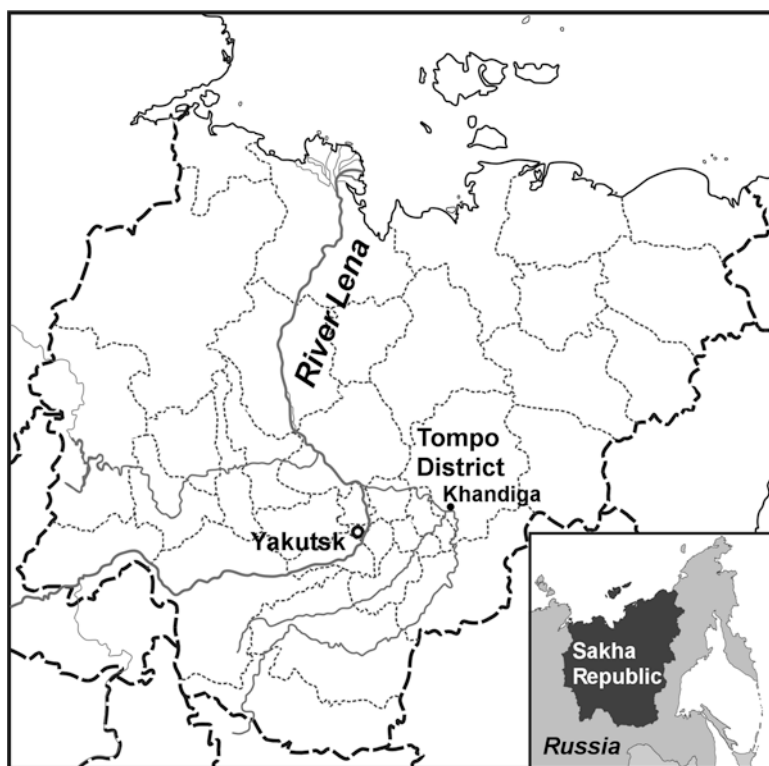 River Lena
Tompo
District
Khandiga
Yakutsk
Sakha
Republic
Russia